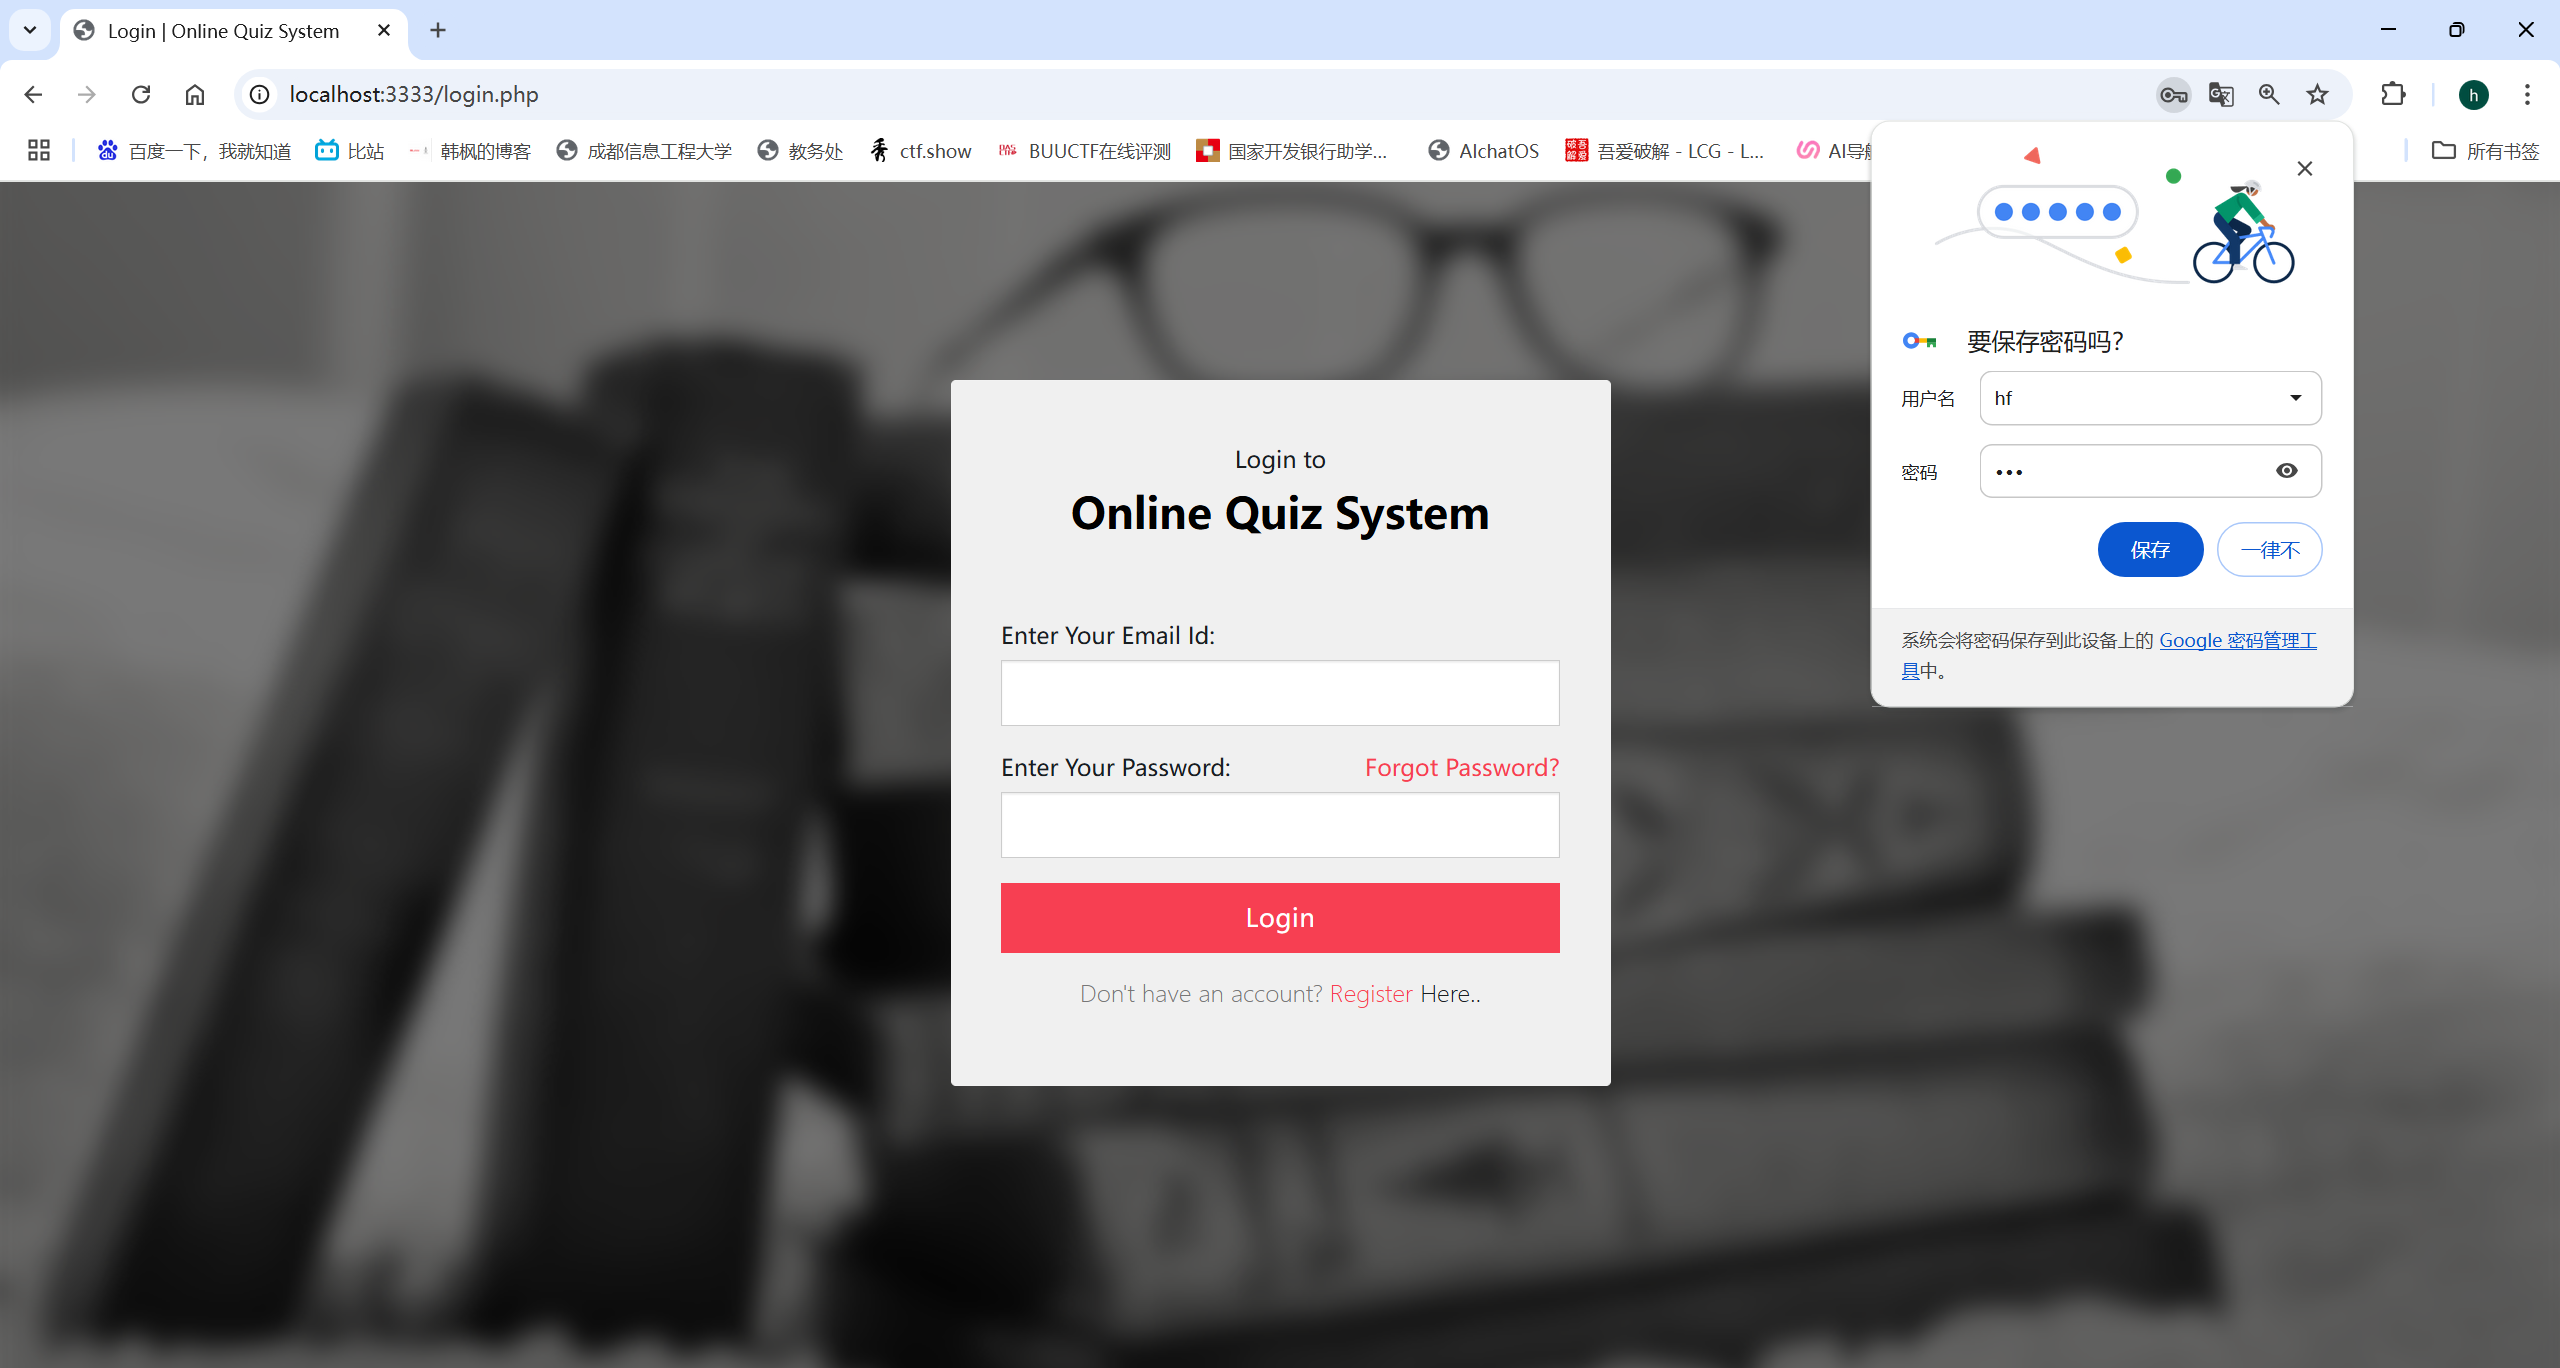 Login | Online Quiz System
localhost:3333/login.php
h
百度一下，我就知道
比站
韩枫的博客
成都信息工程大学
教务处
ctf.show
BUUCTF在线评测
国家开发银行助学...
AIchatOS
吾爱破解 - LCG - L...
AI导航
所有书签
要保存密码吗？
用户名
hf
密码
保存
一律不
系统会将密码保存到此设备上的 Google 密码管理工
具中。
Login to
Online Quiz System
Enter Your Email Id:
Enter Your Password:
Forgot Password?
Login
Don't have an account? Register Here..